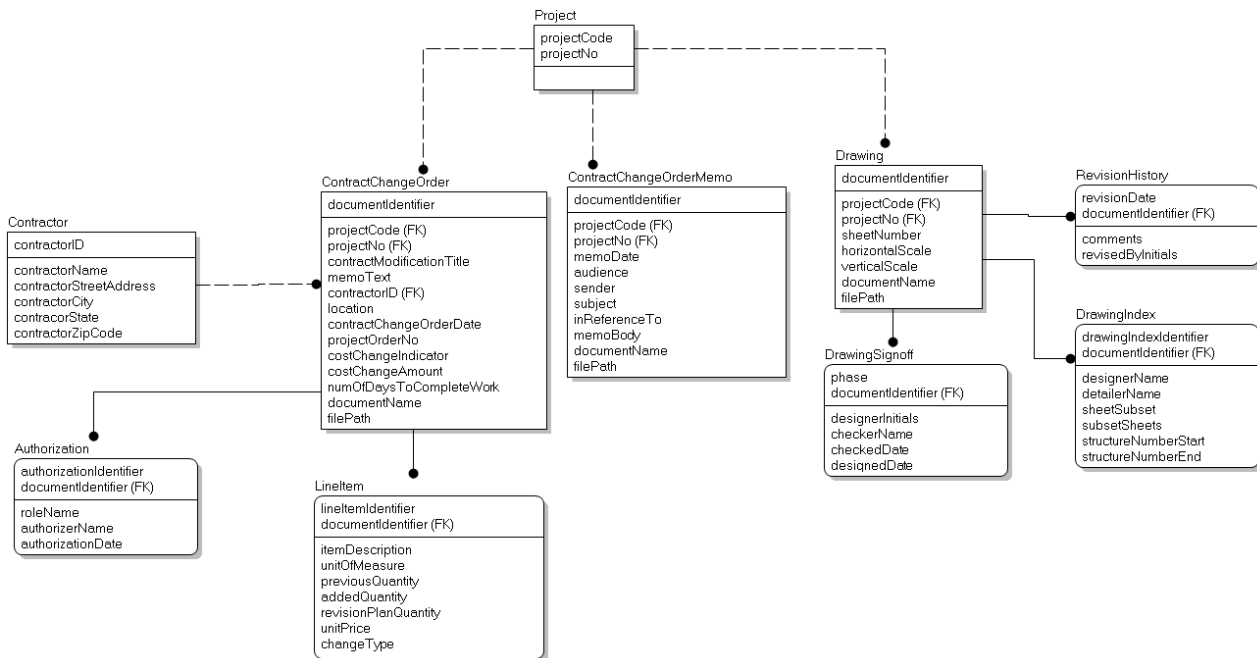 Project
projectCode
projectNo
ContractChangeOrder
documentIdentifier
projectCode (FK)
projectNo (FK)
contractModificationTitle
memoText
contractorID (FK)
location
contractChangeOrderDate
projectOrderNo
costChangeIndicator
costChangeAmount
numOfDaysToCompleteWork
documentName
filePath
ContractChangeOrderMemo
documentIdentifier
projectCode (FK)
projectNo (FK)
memoDate
audience
sender
subject
inReferenceTo
memoBody
documentName
filePath
Drawing
documentIdentifier
projectCode (FK)
projectNo (FK)
sheetNumber
horizontalScale
verticalScale
documentName
filePath
RevisionHistory
revisionDate
documentIdentifier (FK)
comments
revisedByInitials
Contractor
contractorID
contractorName
contractorStreetAddress
contractorCity
contracorState
contractorZipCode
DrawingIndex
drawingIndexIdentifier
documentIdentifier (FK)
designerName
detailerName
sheetSubset
subsetSheets
structureNumberStart
structureNumberEnd
DrawingSignoff
phase
documentIdentifier (FK)
designerInitials
checkerName
checkedDate
designedDate
Authorization
authorizationIdentifier
documentIdentifier (FK)
roleName
authorizerName
authorizationDate
LineItem
lineItemIdentifier
documentIdentifier (FK)
itemDescription
unitOfMeasure
previousQuantity
addedQuantity
revisionPlanQuantity
unitPrice
changeType